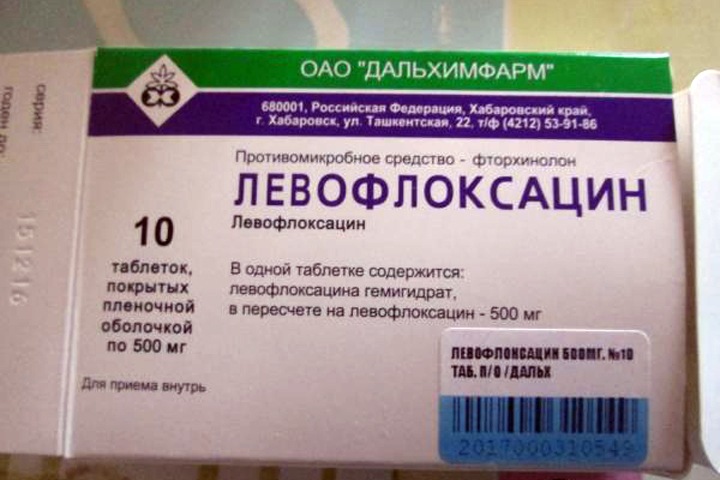 серия:
годен до:
151216
ОАО "ДАЛЬХИМФАРМ"
680001, Российская Федерация, Хабаровский край,
г. Хабаровск, ул. Ташкентская, 22, т/ф (4212) 53-91-86
Противомикробное средство - фторхинолон
ЛЕВОФЛОКСАЦИН
Левофлоксацин
10
таблеток,
покрытых
пленочной
оболочкой
по 500 мг
Для приема внутрь
В одной таблетке содержится:
левофлоксацина гемигидрат,
в пересчете на левофлоксацин - 500 мг
ЛЕВОФЛОКСАЦИН 500МГ. №10
ТАБ. П/О /ДАЛЬХ
2017000310549